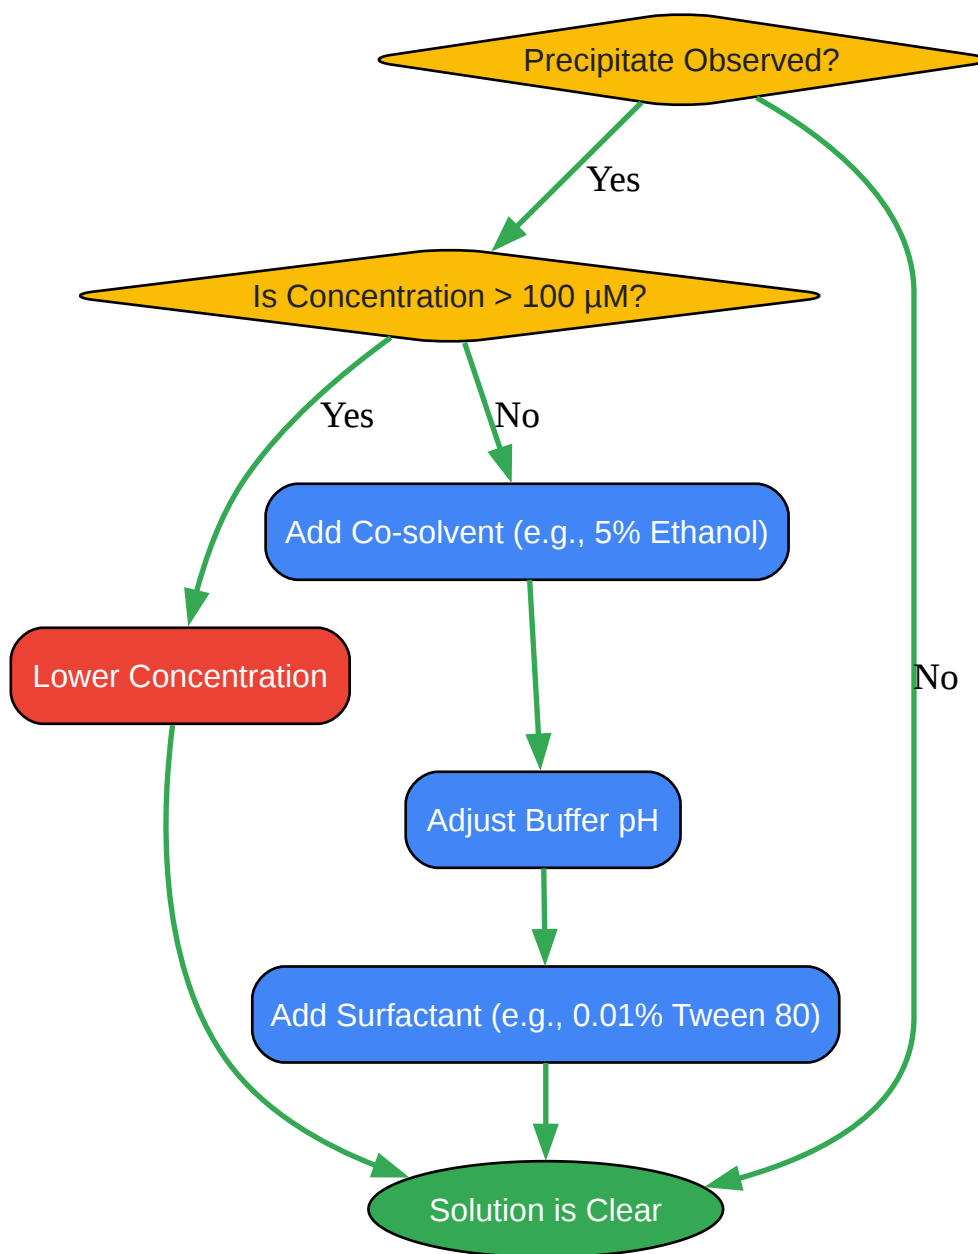 Precipitate Observed?
Yes
Is Concentration > 100 µM?
Yes
No
Add Co-solvent (e.g., 5% Ethanol)
Lower Concentration
No
Adjust Buffer pH
Add Surfactant (e.g., 0.01% Tween 80)
Solution is Clear